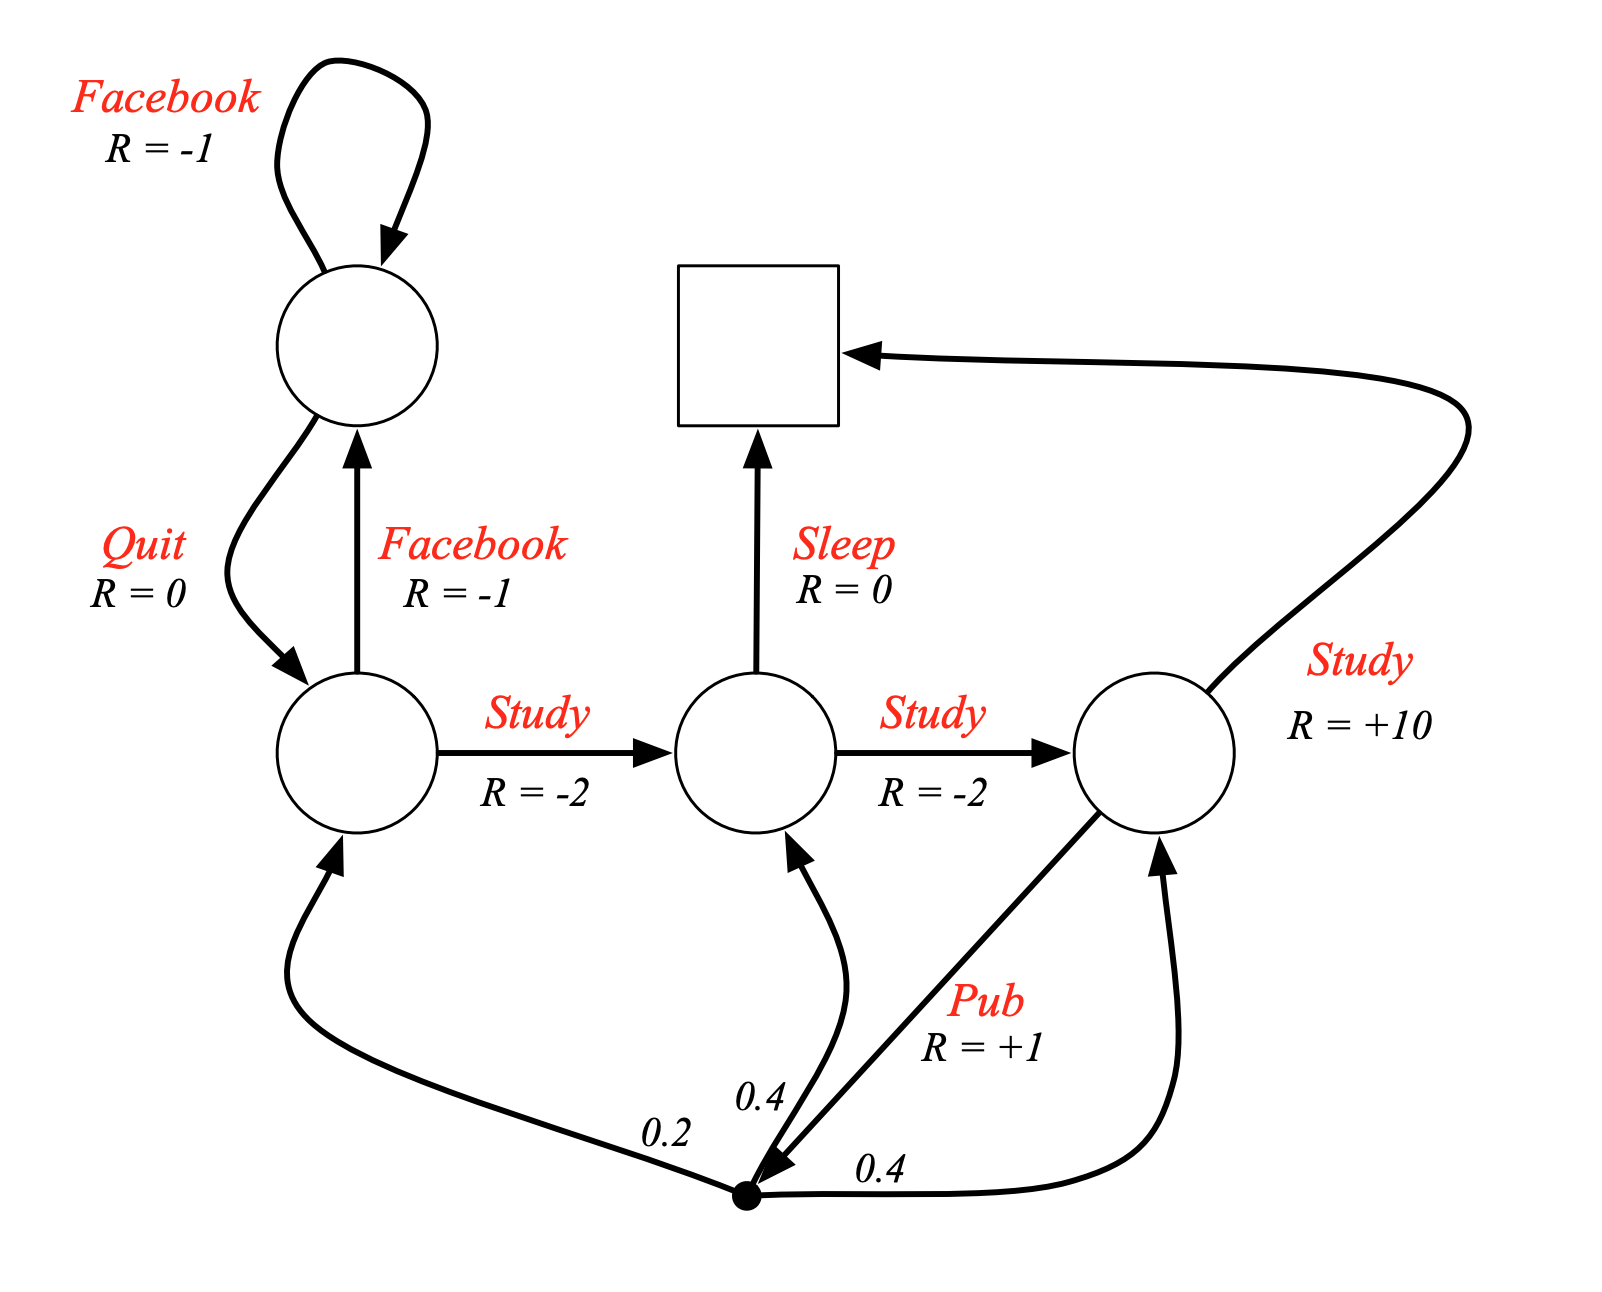 Facebook
R = -1
Quit
R = 0
Facebook
R = -1
Sleep
R = 0
Study
R = +10
Study
R = -2
Study
R = -2
Pub
R = +1
0.4
0.2
0.4